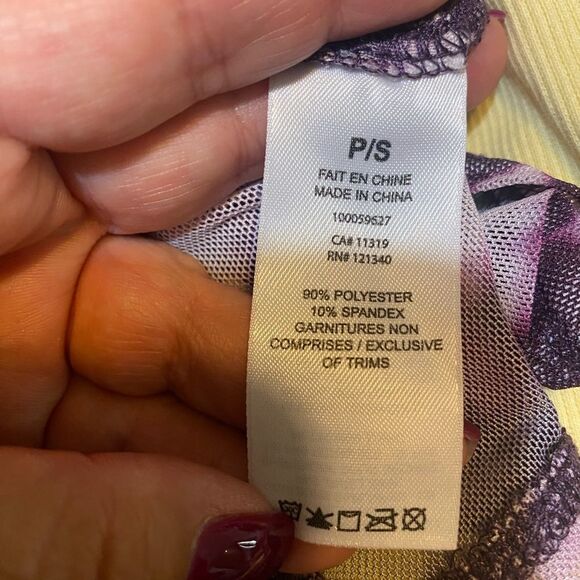 P/S
FAIT EN CHINE
MADE IN CHINA
100059627
CA# 11319
RN# 121340
90% POLYESTER
10% SPANDEX
GARNITURES NON
COMPRISES / EXCLUSIVE
OF TRIMS